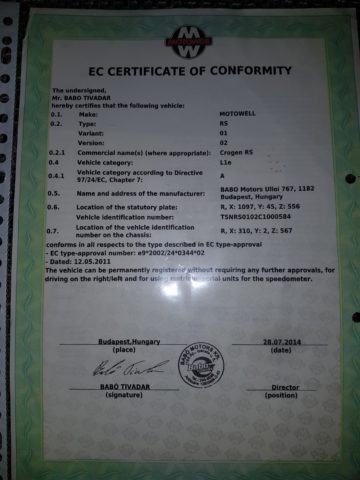 MOTOWELL
EC CERTIFICATE OF CONFORMITY
The undersigned,
Mr. BABO TIVADAR
hereby certifies that the following vehicle:
0.1. Make: MOTOWELL
0.2. Type: RS
Variant: 01
Version: 02
0.2.1 Commercial name(s) (where appropriate): Crogen RS
0.4 Vehicle category: L1e
0.4.1 Vehicle category according to Directive A
97/24/EC, Chapter 7:
0.5. Name and address of the manufacturer: BABO Motors Ulloi 767, 1182
Budapest, Hungary
0.6. Location of the statutory plate: R, X: 1097, Y: 45, Z: 556
Vehicle identification number: TSNRS0102C1000584
0.7. Location of the vehicle identification R, X: 310, Y: 2, Z: 567
number on the chassis:
conforms in all respects to the type described in EC type-approval
- EC type-approval number: e9*2002/24*0344*02
- Dated: 12.05.2011
The vehicle can be permanently registered without requiring any further approvals, for
driving on the right/left and for using metric/imperial units for the speedometer.
Budapest,Hungary 28.07.2014
(place) (date)
Babó Tivadar
BABÓ TIVADAR Director
(signature) (position)
BABÓ MOTORS Kft.